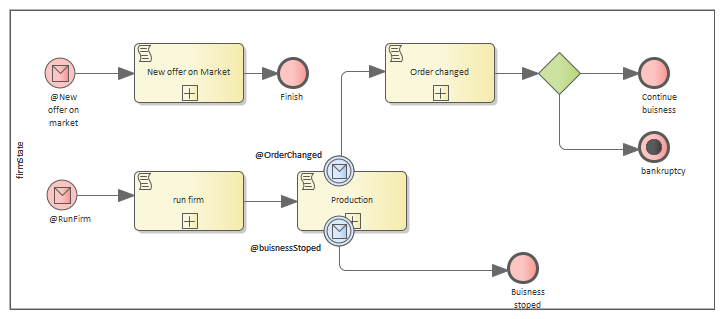 firmState
@New
offer on
market
New offer on Market
Finish
Order changed
Continue
buisness
bankruptcy
@OrderChanged
@RunFirm
run firm
Production
@buisnessStoped
Buisness
stoped